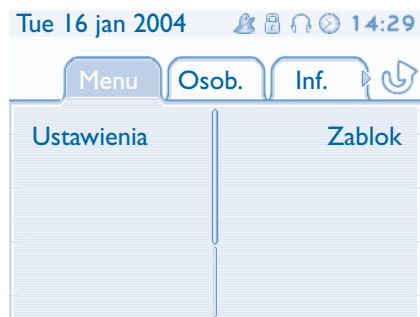 Tue 16 jan 2004 14:29
Menu Osob. Inf.
Ustawienia Zablok